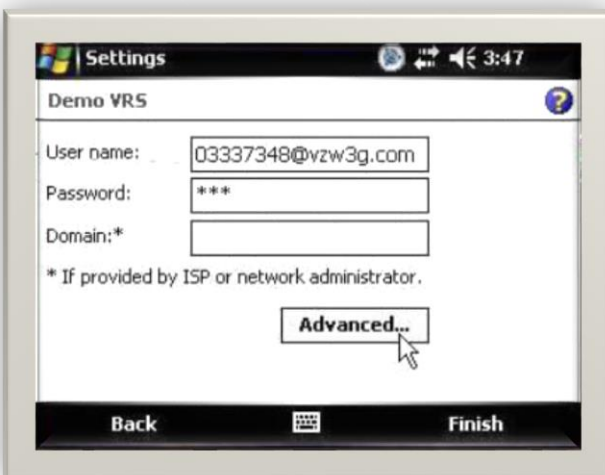 Settings 3:47
Demo VRS
User name: 03337348@vzw3g.com
Password: ***
Domain:*
* If provided by ISP or network administrator.
Advanced...
Back Finish